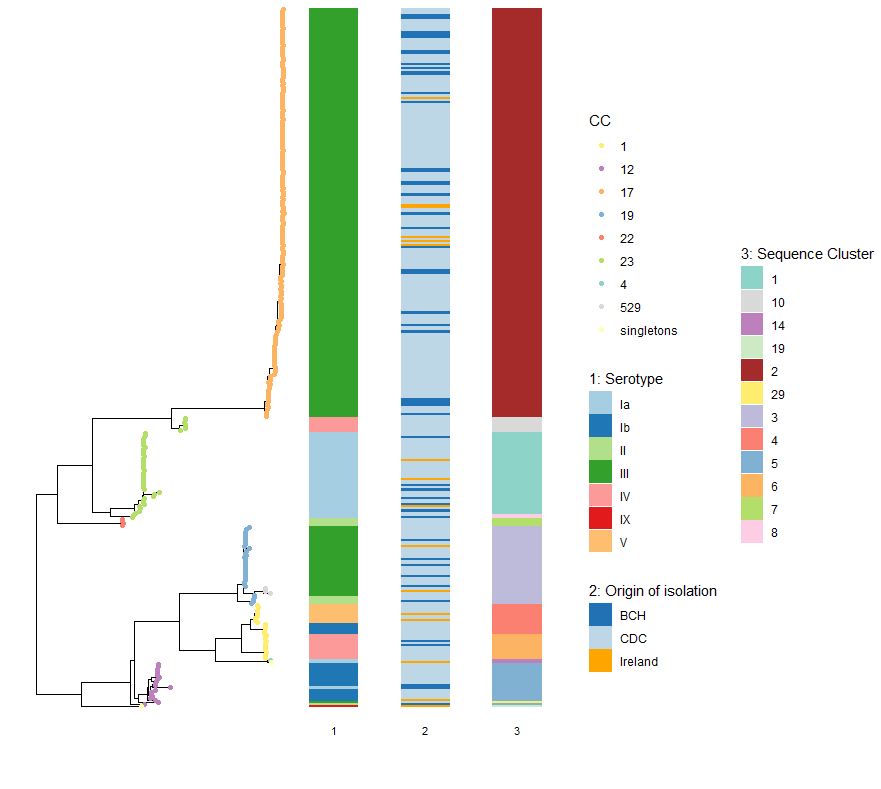 CC
1
12
17
19
22
23
4
529
singletons
1: Serotype
Ia
Ib
II
III
IV
IX
V
2: Origin of isolation
BCH
CDC
Ireland
3: Sequence Cluster
1
10
14
19
2
29
3
4
5
6
7
8
1
2
3